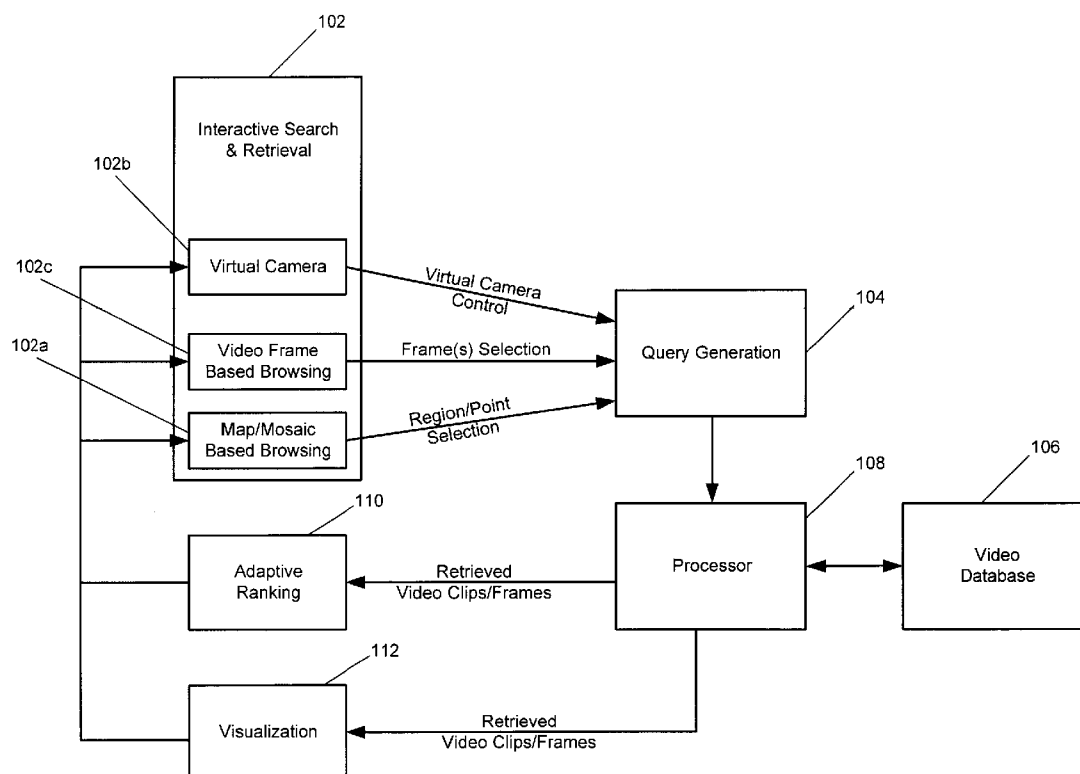 102
Interactive Search
& Retrieval
102b
Virtual Camera
Virtual Camera
Control
102c
Video Frame
Based Browsing
Frame(s) Selection
Query Generation
104
102a
Map/Mosaic
Based Browsing
Region/Point
Selection
110
Adaptive
Ranking
Retrieved
Video Clips/Frames
Processor
108
Video
Database
106
112
Visualization
Retrieved
Video Clips/Frames